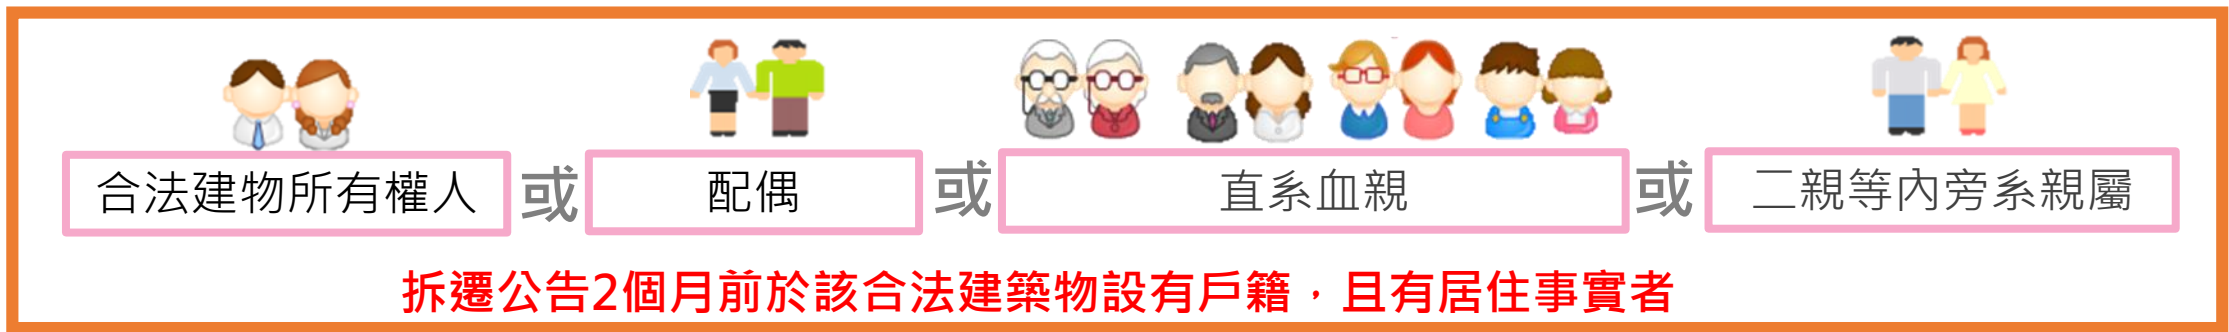 合法建物所有權人 或 配偶 或 直系血親 或 二親等內旁系親屬
拆遷公告2個月前於該合法建築物設有戶籍，且有居住事實者